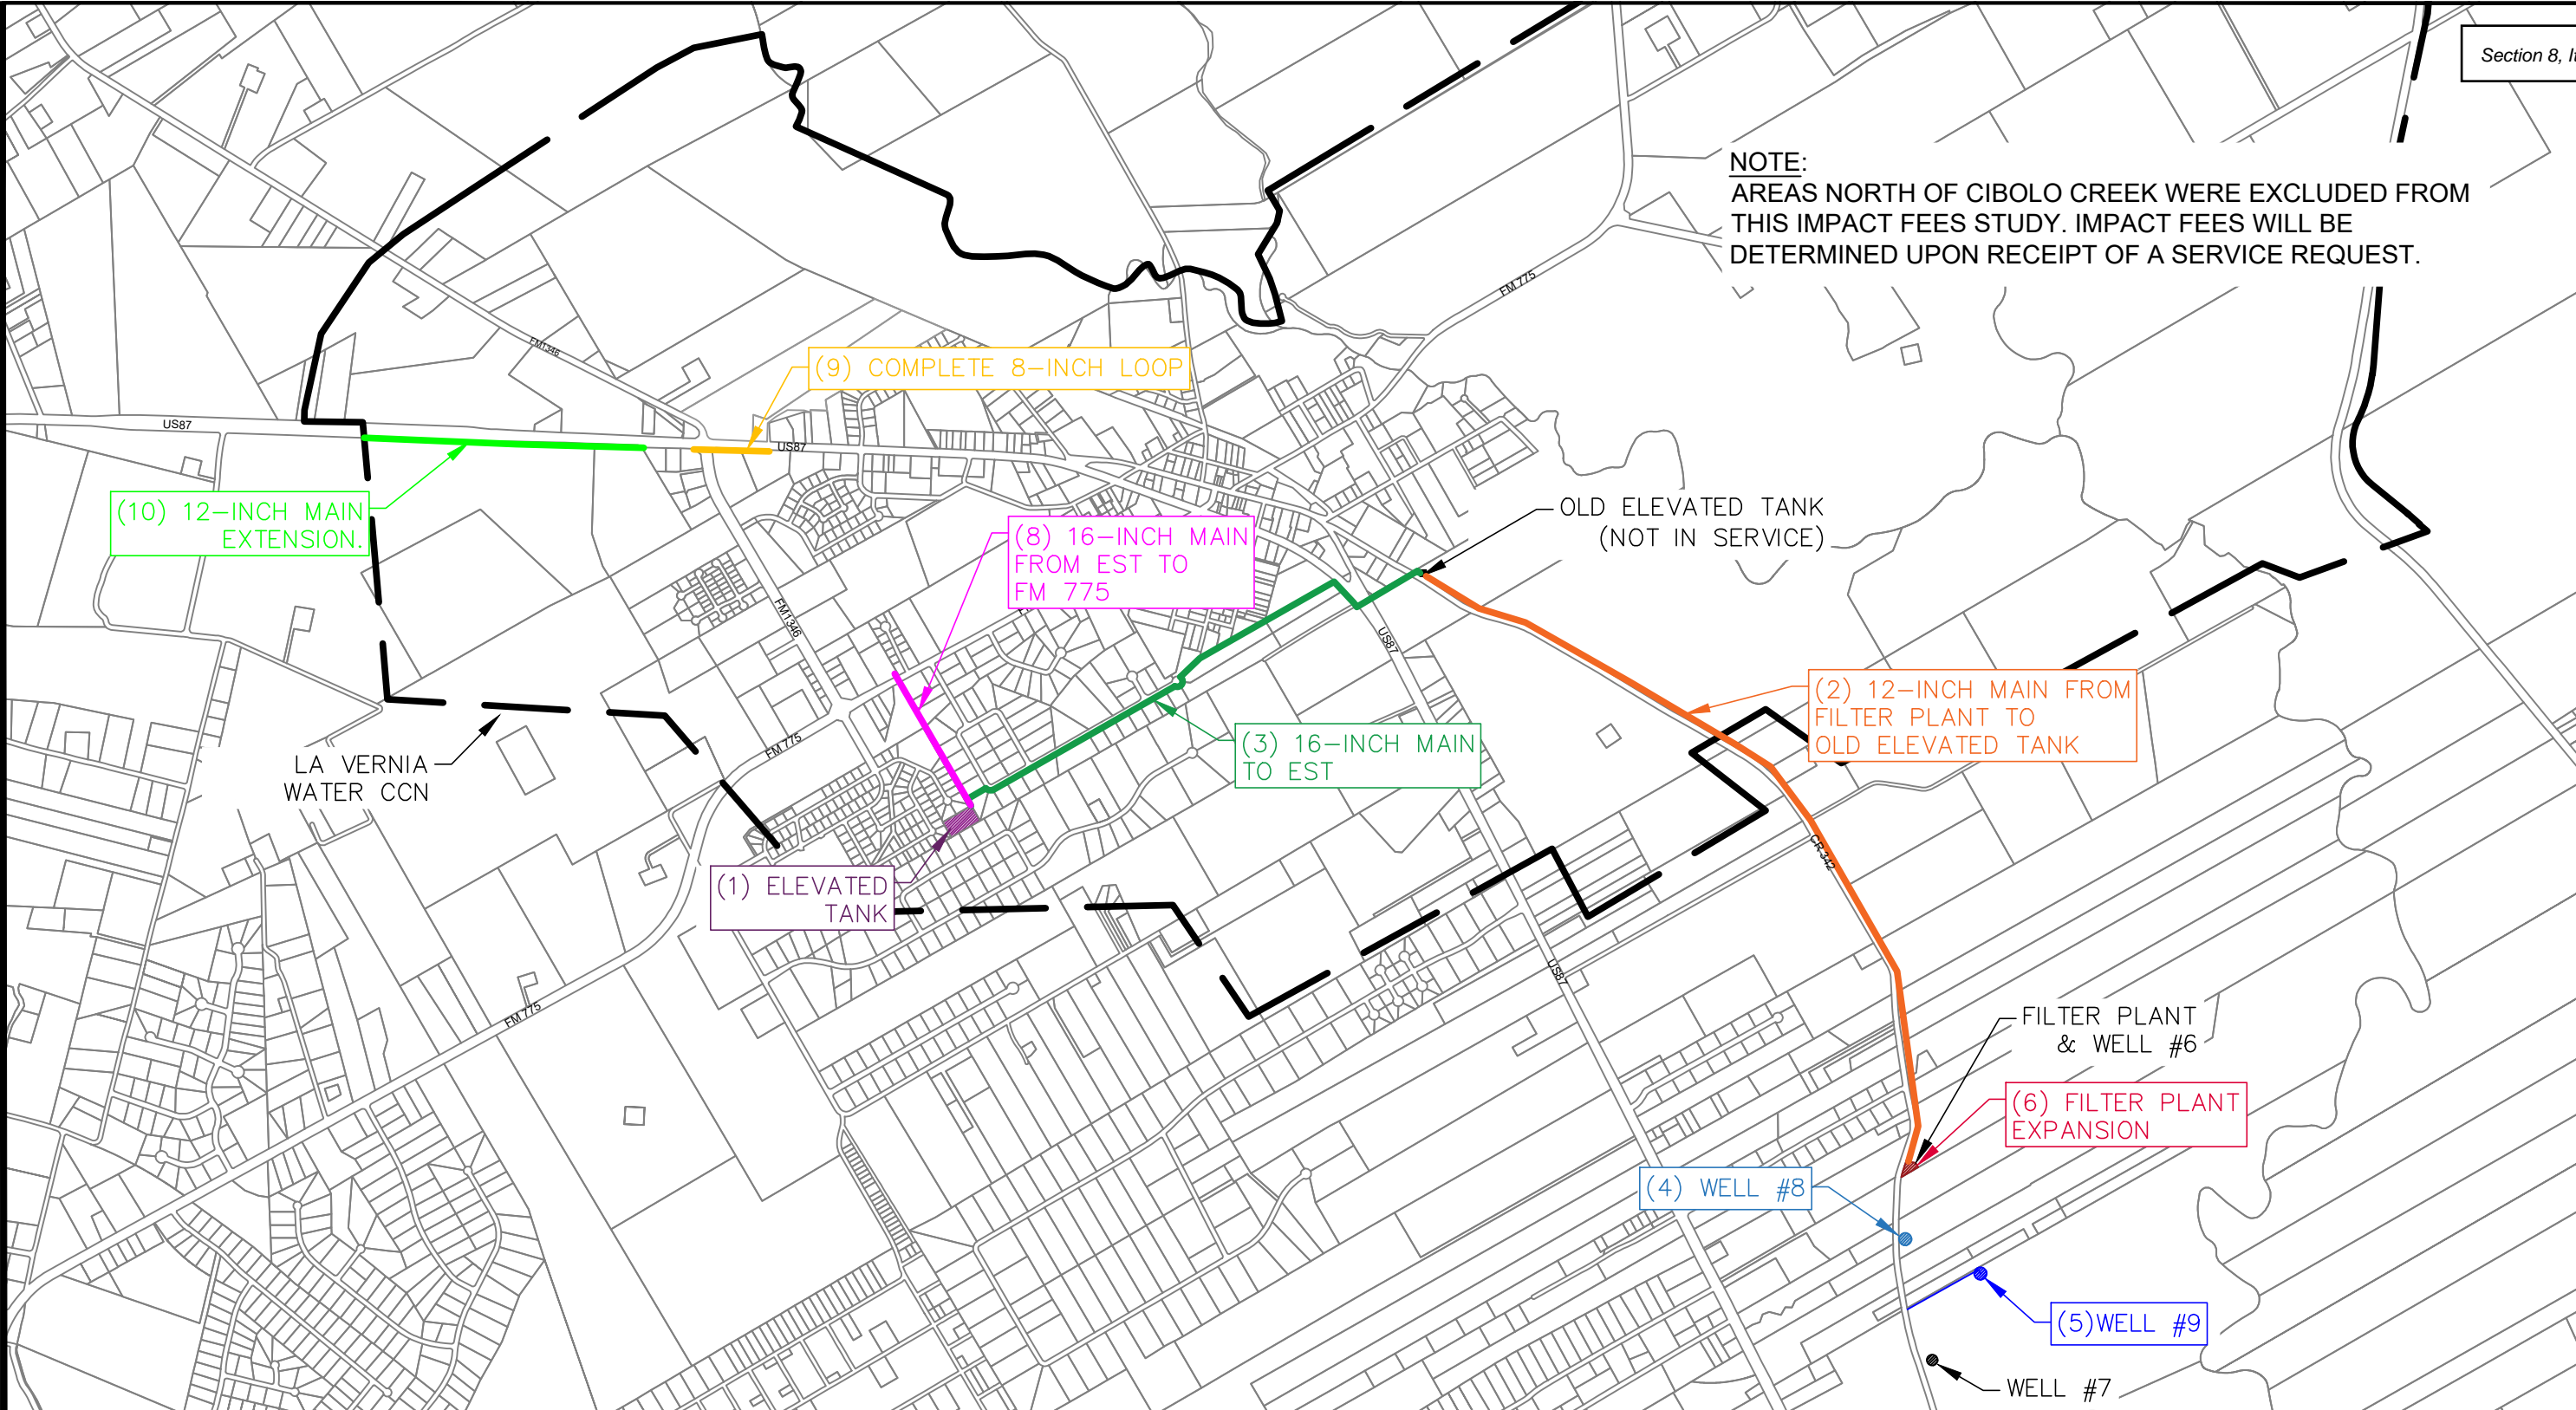 Section 8, It
NOTE:
AREAS NORTH OF CIBOLO CREEK WERE EXCLUDED FROM
THIS IMPACT FEES STUDY. IMPACT FEES WILL BE
DETERMINED UPON RECEIPT OF A SERVICE REQUEST.
FM 775
FM1346
(9) COMPLETE 8-INCH LOOP
US87
US87
(10) 12-INCH MAIN
EXTENSION.
OLD ELEVATED TANK
(NOT IN SERVICE)
(8) 16-INCH MAIN
FROM EST TO
FM 775
FM1346
US87
(2) 12-INCH MAIN FROM
FILTER PLANT TO
OLD ELEVATED TANK
(3) 16-INCH MAIN
TO EST
FM 775
LA VERNIA
WATER CCN
CR 342
(1) ELEVATED
TANK
US87
FM 775
FILTER PLANT
& WELL #6
(6) FILTER PLANT
EXPANSION
(4) WELL #8
(5)WELL #9
WELL #7